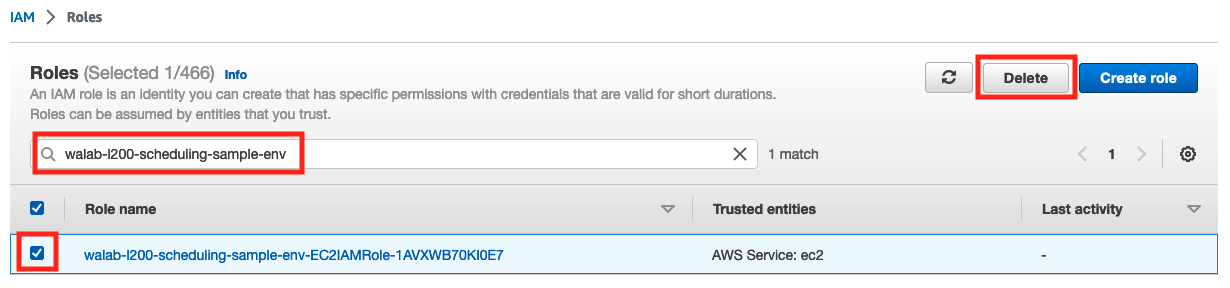 IAM > Roles
Roles (Selected 1/466) Info
Delete
Create role
An IAM role is an identity you can create that has specific permissions with credentials that are valid for short durations.
Roles can be assumed by entities that you trust.
walab-l200-scheduling-sample-env
1 match
1
Role name
Trusted entities
Last activity
walab-l200-scheduling-sample-env-EC2IAMRole-1AVXWB70KI0E7
AWS Service: ec2
-